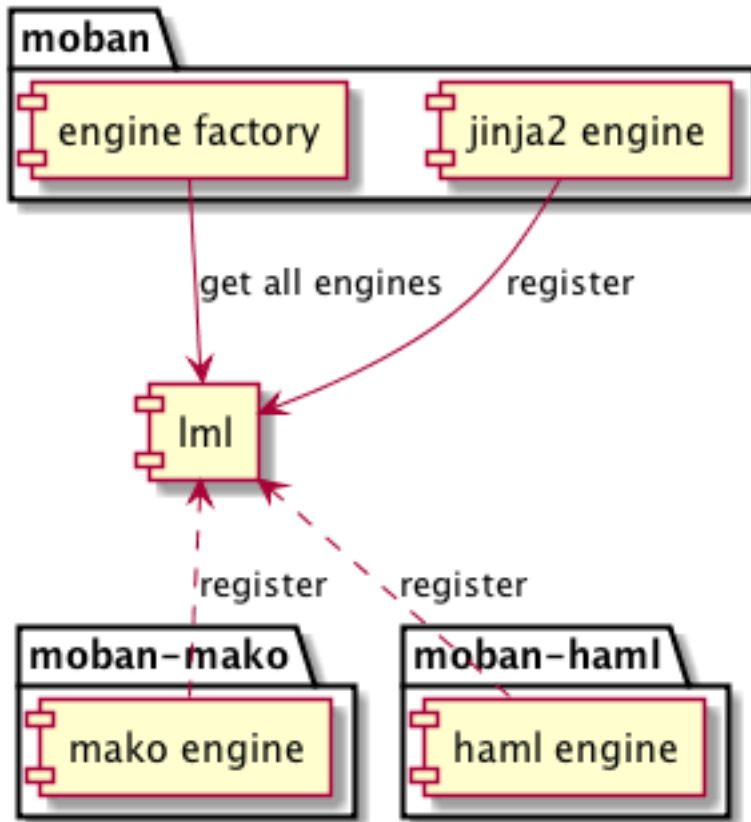 moban
engine factory
jinja2 engine
get all engines
register
lml
register
register
moban-mako
moban-haml
mako engine
haml engine